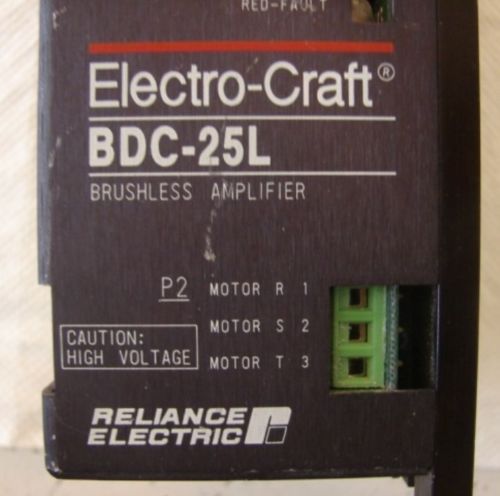 RED-FAULT
Electro-Craft®
BDC-25L
BRUSHLESS AMPLIFIER
P2 MOTOR R 1
MOTOR S 2
CAUTION:
HIGH VOLTAGE
MOTOR T 3
RELIANCE
ELECTRIC